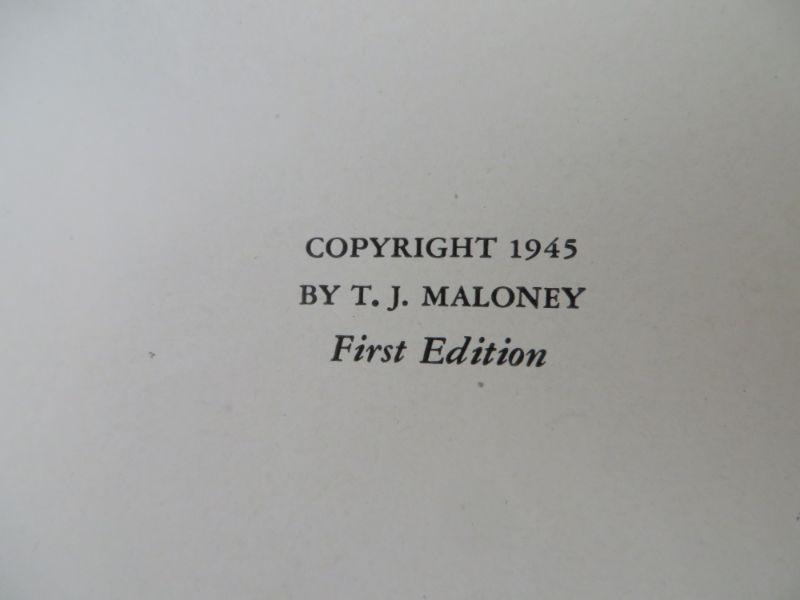 COPYRIGHT 1945
BY T. J. MALONEY
First Edition